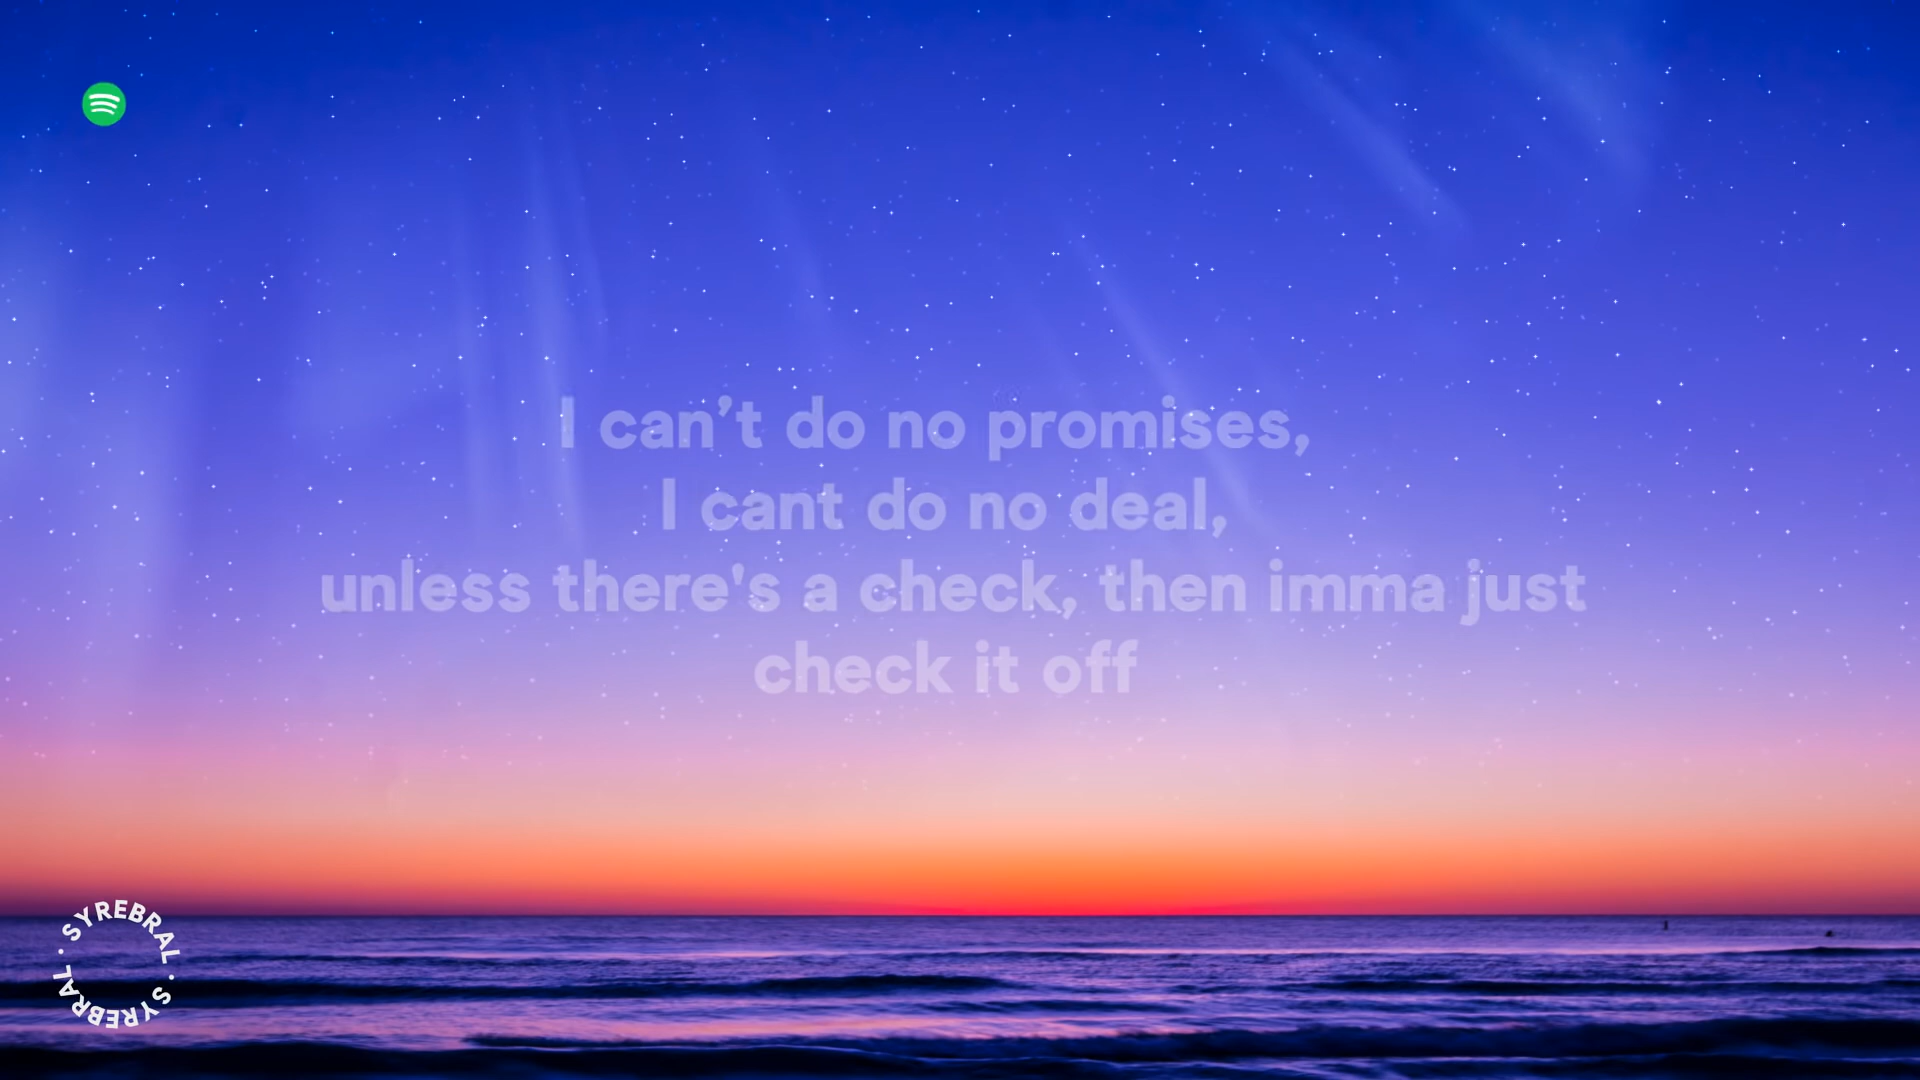 I can’t do no promises,
I cant do no deal,
unless there's a check, then imma just
check it off
SYREBRAL · SYREBRAL ·